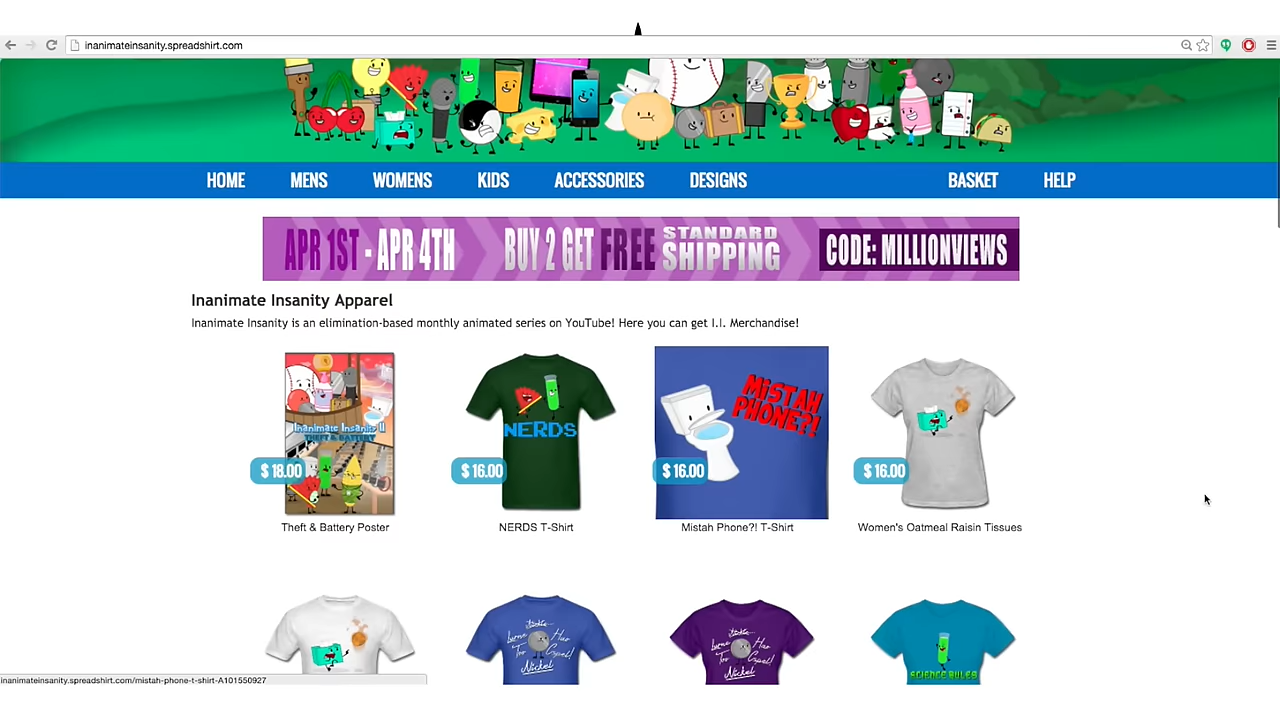 inanimateinsanity.spreadshirt.com
HOME MENS WOMENS KIDS ACCESSORIES DESIGNS BASKET HELP
APR 1ST - APR 4TH BUY 2 GET FREE STANDARD SHIPPING CODE: MILLIONVIEWS
Inanimate Insanity Apparel
Inanimate Insanity is an elimination-based monthly animated series on YouTube! Here you can get I.I. Merchandise!
Inanimate Insanity II
THEFT & BATTERY
NERDS
MISTAH
PHONE?!
$ 18.00 $ 16.00 $ 16.00 $ 16.00
Theft & Battery Poster NERDS T-Shirt Mistah Phone?! T-Shirt Women's Oatmeal Raisin Tissues
Nickel Nickel SCIENCE RULES
inanimateinsanity.spreadshirt.com/mistah-phone-t-shirt-A101550927